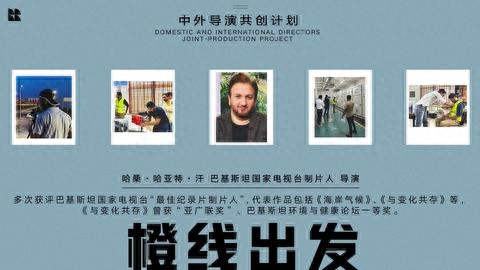 中外导演共创计划
DOMESTIC AND INTERNATIONAL DIRECTORS
JOINT-PRODUCTION PROJECT
哈桑·哈亚特·汗 巴基斯坦国家电视台制片人 导演
多次获评巴基斯坦国家电视台“最佳纪录片制片人”，代表作品包括《海岸气候》、《与变化共存》等，
《与变化共存》曾获“亚广联奖”、巴基斯坦环境与健康论坛一等奖。
橙线出发